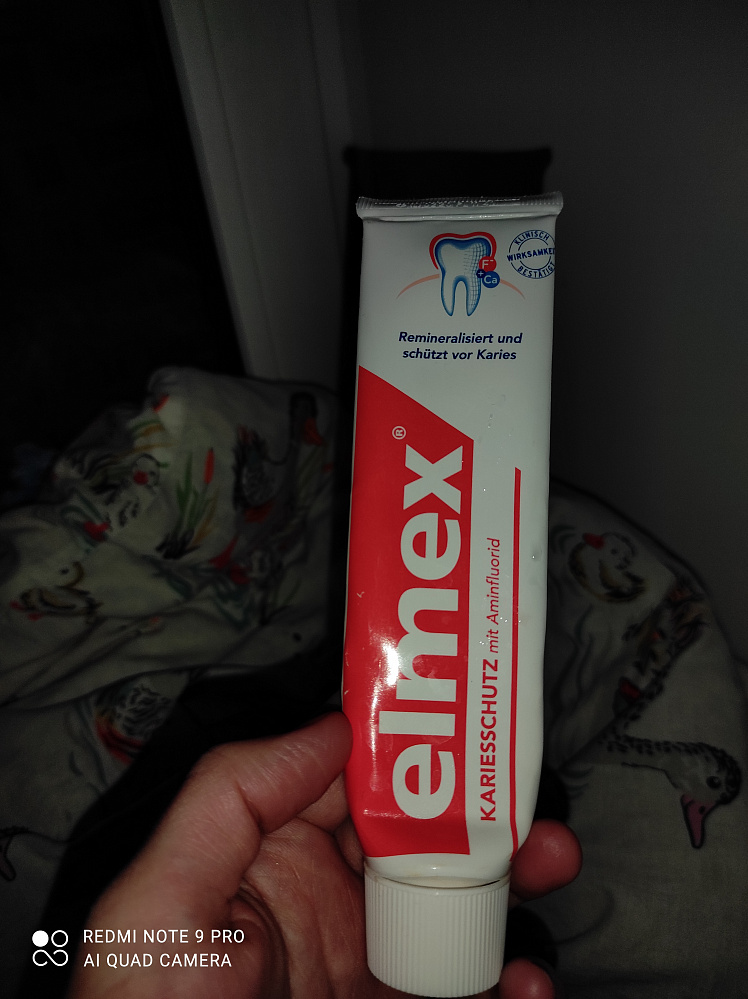 KLINISCH
WIRKSAMKEIT
BESTÄTIGT
F⁻
+
Ca
Remineralisiert und
schützt vor Karies
elmex®
KARIESSCHUTZ mit Aminfluorid
REDMI NOTE 9 PRO
AI QUAD CAMERA